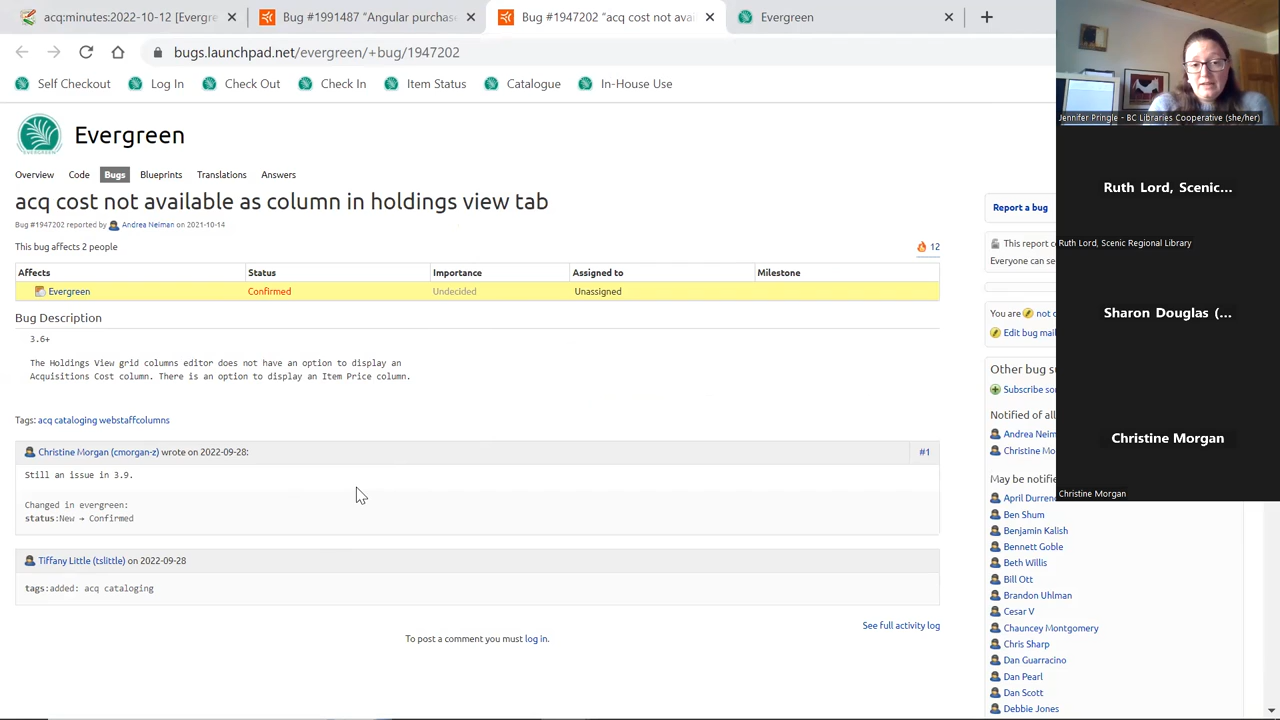 acq:minutes:2022-10-12 [Evergre
Bug #1991487 "Angular purchase
Bug #1947202 "acq cost not avai
Evergreen
bugs.launchpad.net/evergreen/+bug/1947202
Self Checkout
Log In
Check Out
Check
em Status
Catalogue
In-House Use
Evergreen
Overview Code Bugs Blueprints Translations Answers
acq cost not available as column in holdings view tab
Bug #1947202 reported by Andrea Neiman on 2021-10-14
This bug affects 2 people
12
Affects Status Importance Assigned to Milestone
Evergreen Confirmed Undecided Unassigned
Bug Description
3.6+
The Holdings View grid columns editor does not have an option to display an
Acquisitions Cost column. There is an option to display an Item Price column.
Tags: acq cataloging webstaffcolumns
Christine Morgan (cmorgan-z) wrote on 2022-09-28: #1
Still an issue in 3.9.
Changed in evergreen:
status:New → Confirmed
Tiffany Little (tslittle) on 2022-09-28
tags:added: acq cataloging
See full activity log
To post a comment you must log in.
Report a bug
This report co
Everyone can se
You are not c
Edit bug mail
Other bug su
Subscribe so
Notified of all
Andrea Neim
Christine Mo
May be notifie
April Durren
Ben Shum
Benjamin Kalish
Bennett Goble
Beth Willis
Bill Ott
Brandon Uhlman
Cesar V
Chauncey Montgomery
Chris Sharp
Dan Guarracino
Dan Pearl
Dan Scott
Debbie Jones
Jennifer Pringle - BC Libraries Cooperative (she/her)
Ruth Lord, Scenic...
Ruth Lord, Scenic Regional Library
Sharon Douglas (...
Christine Morgan
Christine Morgan